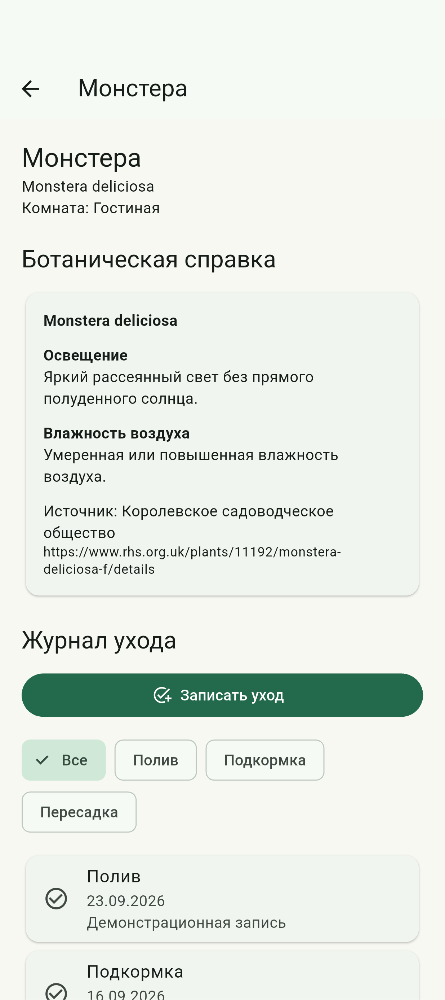 Монстера
Монстера
Monstera deliciosa
Комната: Гостиная
Ботаническая справка
Monstera deliciosa
Освещение
Яркий рассеянный свет без прямого
полуденного солнца.
Влажность воздуха
Умеренная или повышенная влажность
воздуха.
Источник: Королевское садоводческое
общество
https://www.rhs.org.uk/plants/11192/monstera-
deliciosa-f/details
Журнал ухода
Записать уход
Все Полив Подкормка
Пересадка
Полив
23.09.2026
Демонстрационная запись
Подкормка
16.09.2026